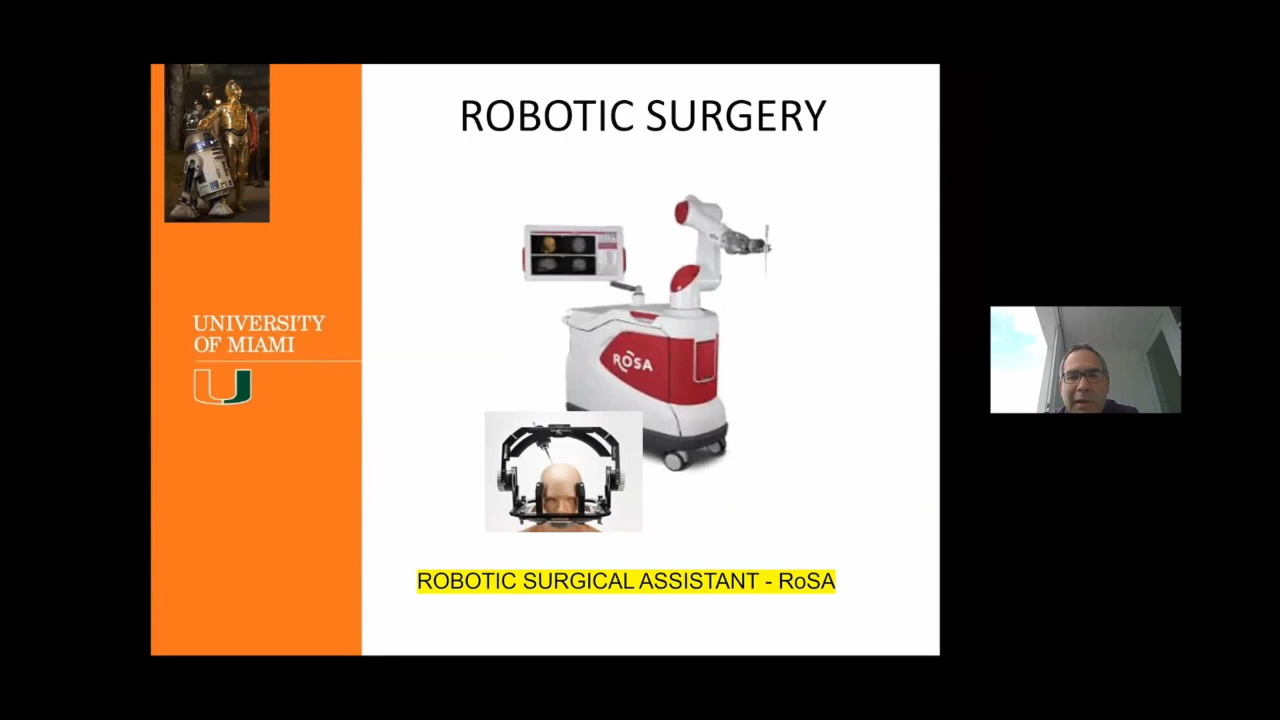 ROBOTIC SURGERY
UNIVERSITY
OF MIAMI
ROSA
ROBOTIC SURGICAL ASSISTANT - RoSA